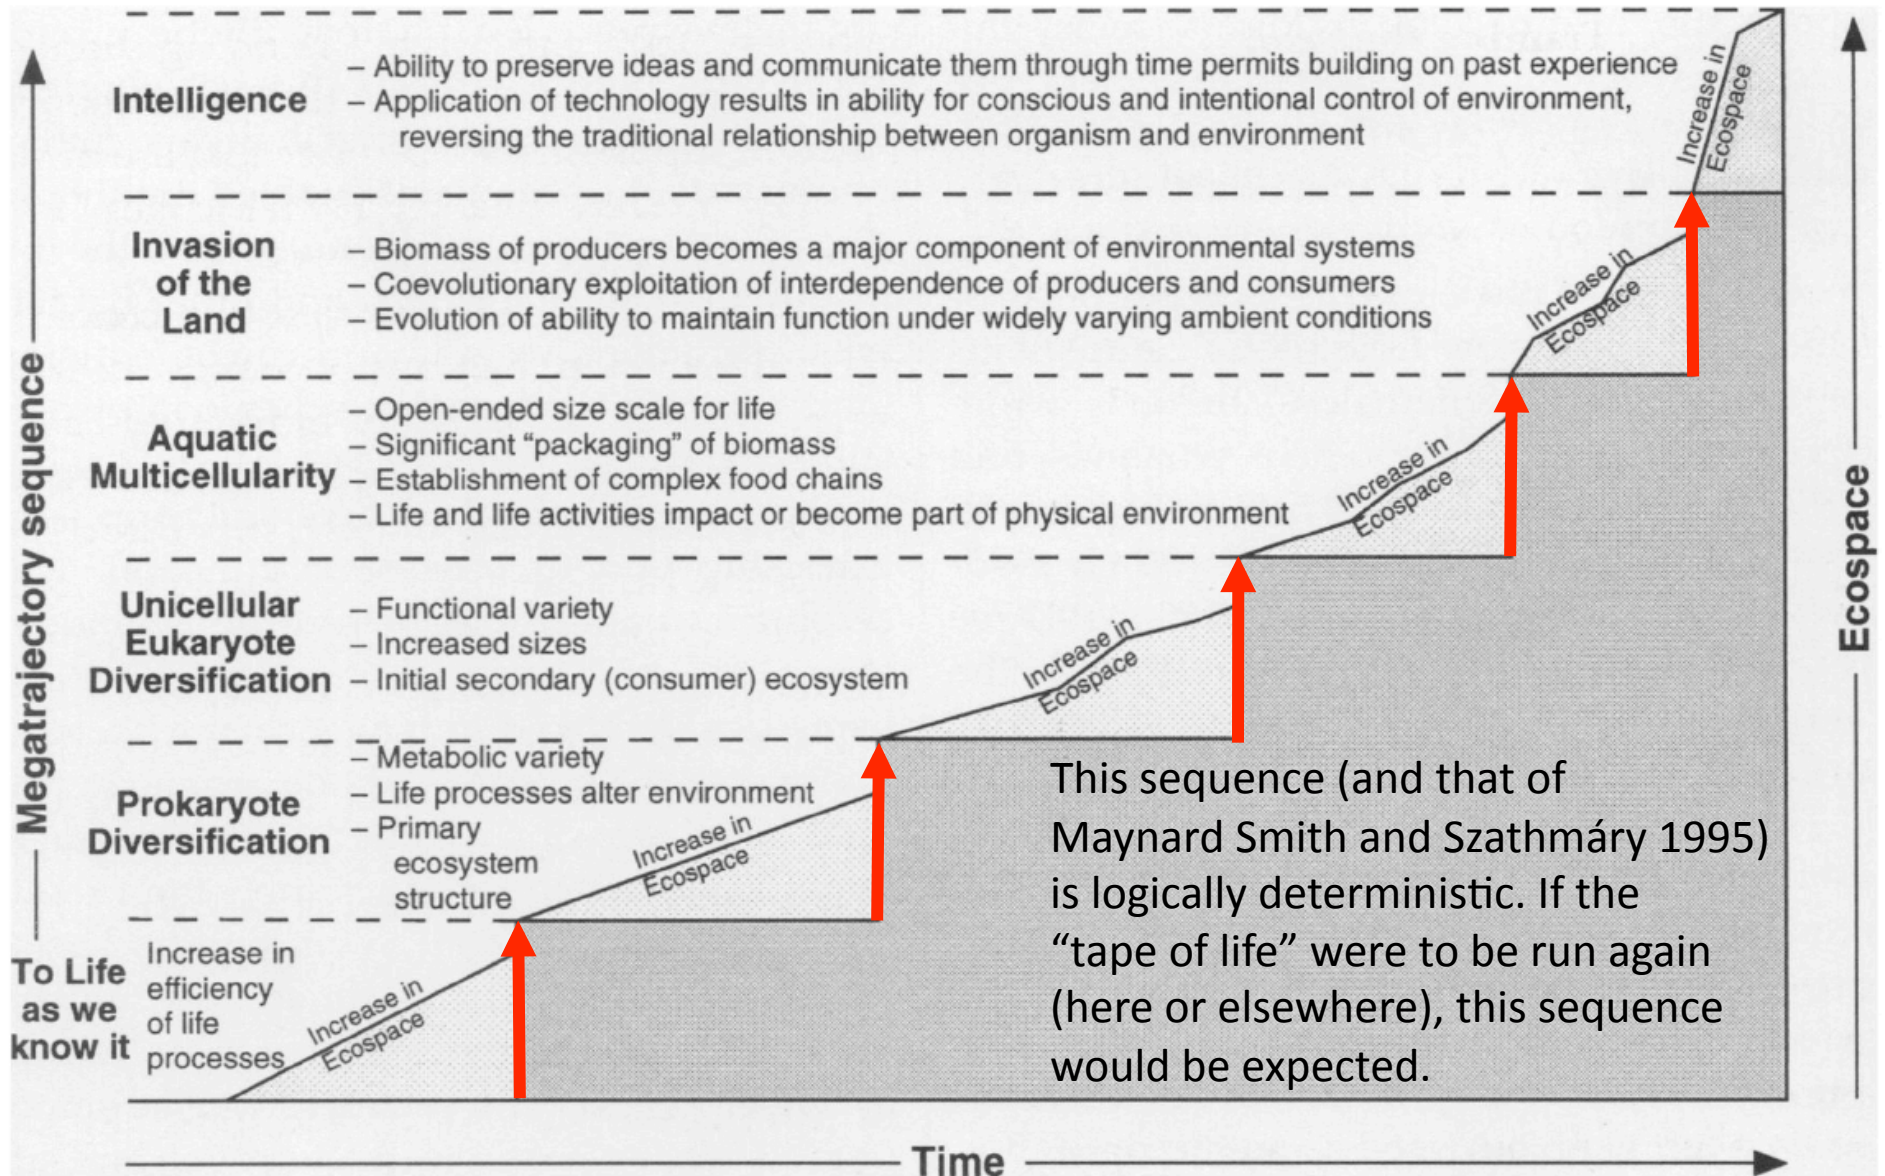 Megatrajectory sequence
Intelligence
– Ability to preserve ideas and communicate them through time permits building on past experience
– Application of technology results in ability for conscious and intentional control of environment,
reversing the traditional relationship between organism and environment
Increase in
Ecospace
Invasion
of the
Land
– Biomass of producers becomes a major component of environmental systems
– Coevolutionary exploitation of interdependence of producers and consumers
– Evolution of ability to maintain function under widely varying ambient conditions
Increase in
Ecospace
Aquatic
Multicellularity
– Open-ended size scale for life
– Significant “packaging” of biomass
– Establishment of complex food chains
– Life and life activities impact or become part of physical environment
Increase in
Ecospace
Unicellular
Eukaryote
Diversification
– Functional variety
– Increased sizes
– Initial secondary (consumer) ecosystem
Increase in
Ecospace
Prokaryote
Diversification
– Metabolic variety
– Life processes alter environment
– Primary
ecosystem
structure
Increase in
Ecospace
To Life
as we
know it
Increase in
efficiency
of life
processes
Increase in
Ecospace
This sequence (and that of
Maynard Smith and Szathmáry 1995)
is logically deterministic. If the
“tape of life” were to be run again
(here or elsewhere), this sequence
would be expected.
Ecospace
Time